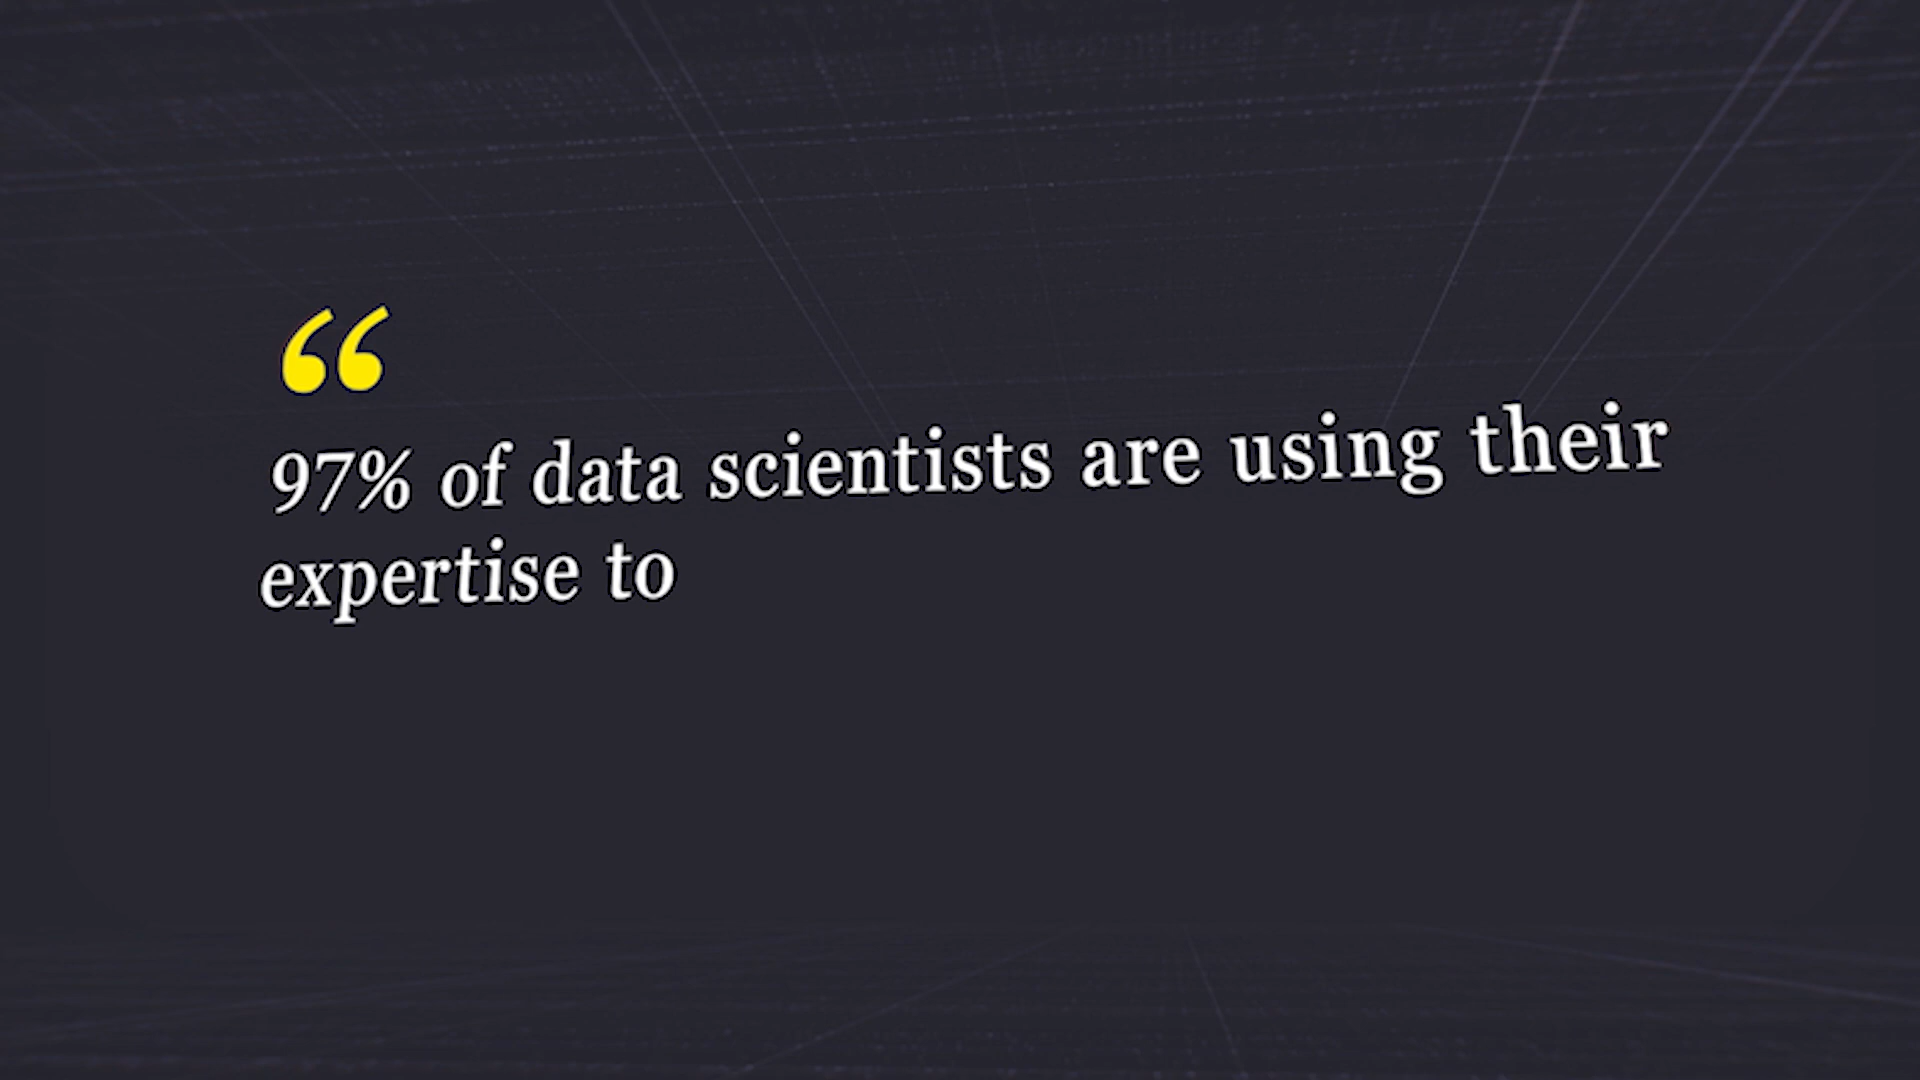 “
97% of data scientists are using their
expertise to